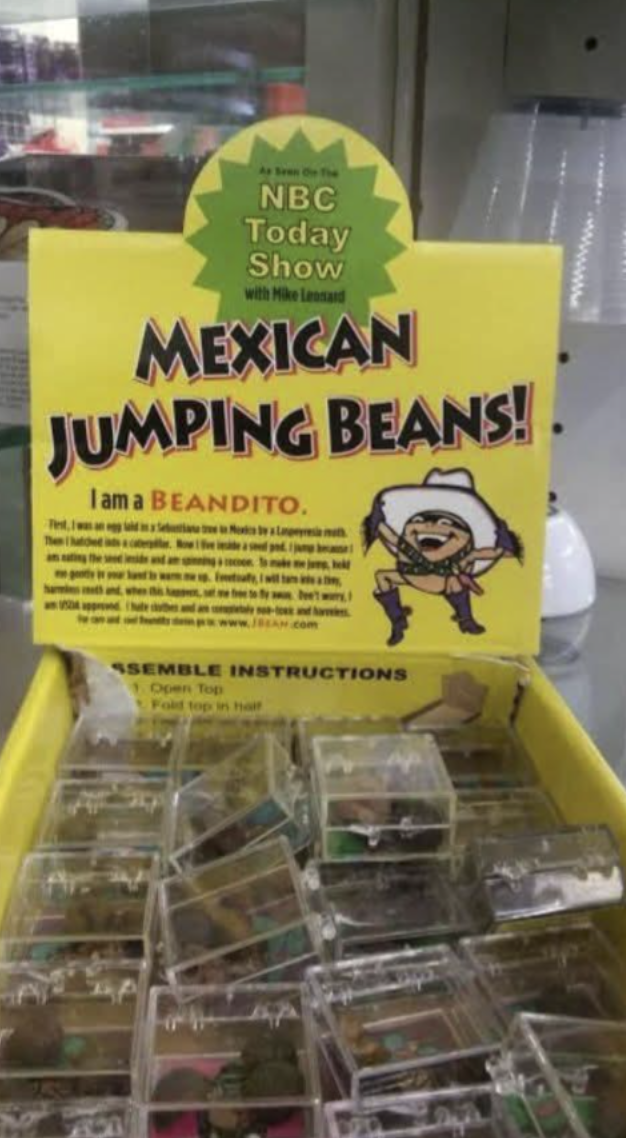 As Seen On The
NBC
Today
Show
with Mike Leonard
MEXICAN
JUMPING BEANS!
I am a BEANDITO.
First, I was an egg laid in a Sebastiana tree in Mexico by a Laspeyresia moth.
Then I hatched into a caterpillar. Now I live inside a seed pod. I jump because I
am eating the seed inside and am spinning a cocoon. To make me jump, hold
me gently in your hand to warm me up. Eventually, I will turn into a tiny,
harmless moth and, when this happens, set me free to fly away. Don't worry, I
am USDA approved. I hate clothes and am completely non-toxic and harmless.
For care and cool Beandito stories go to: www.JBEAN.com
SSEMBLE INSTRUCTIONS
1. Open Top
2. Fold top in half